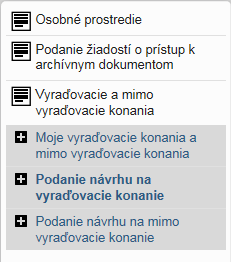 Osobné prostredie
Podanie žiadostí o prístup k
archívnym dokumentom
Vyraďovacie a mimo
vyraďovacie konania
Moje vyraďovacie konania a
mimo vyraďovacie konania
Podanie návrhu na
vyraďovacie konanie
Podanie návrhu na mimo
vyraďovacie konanie